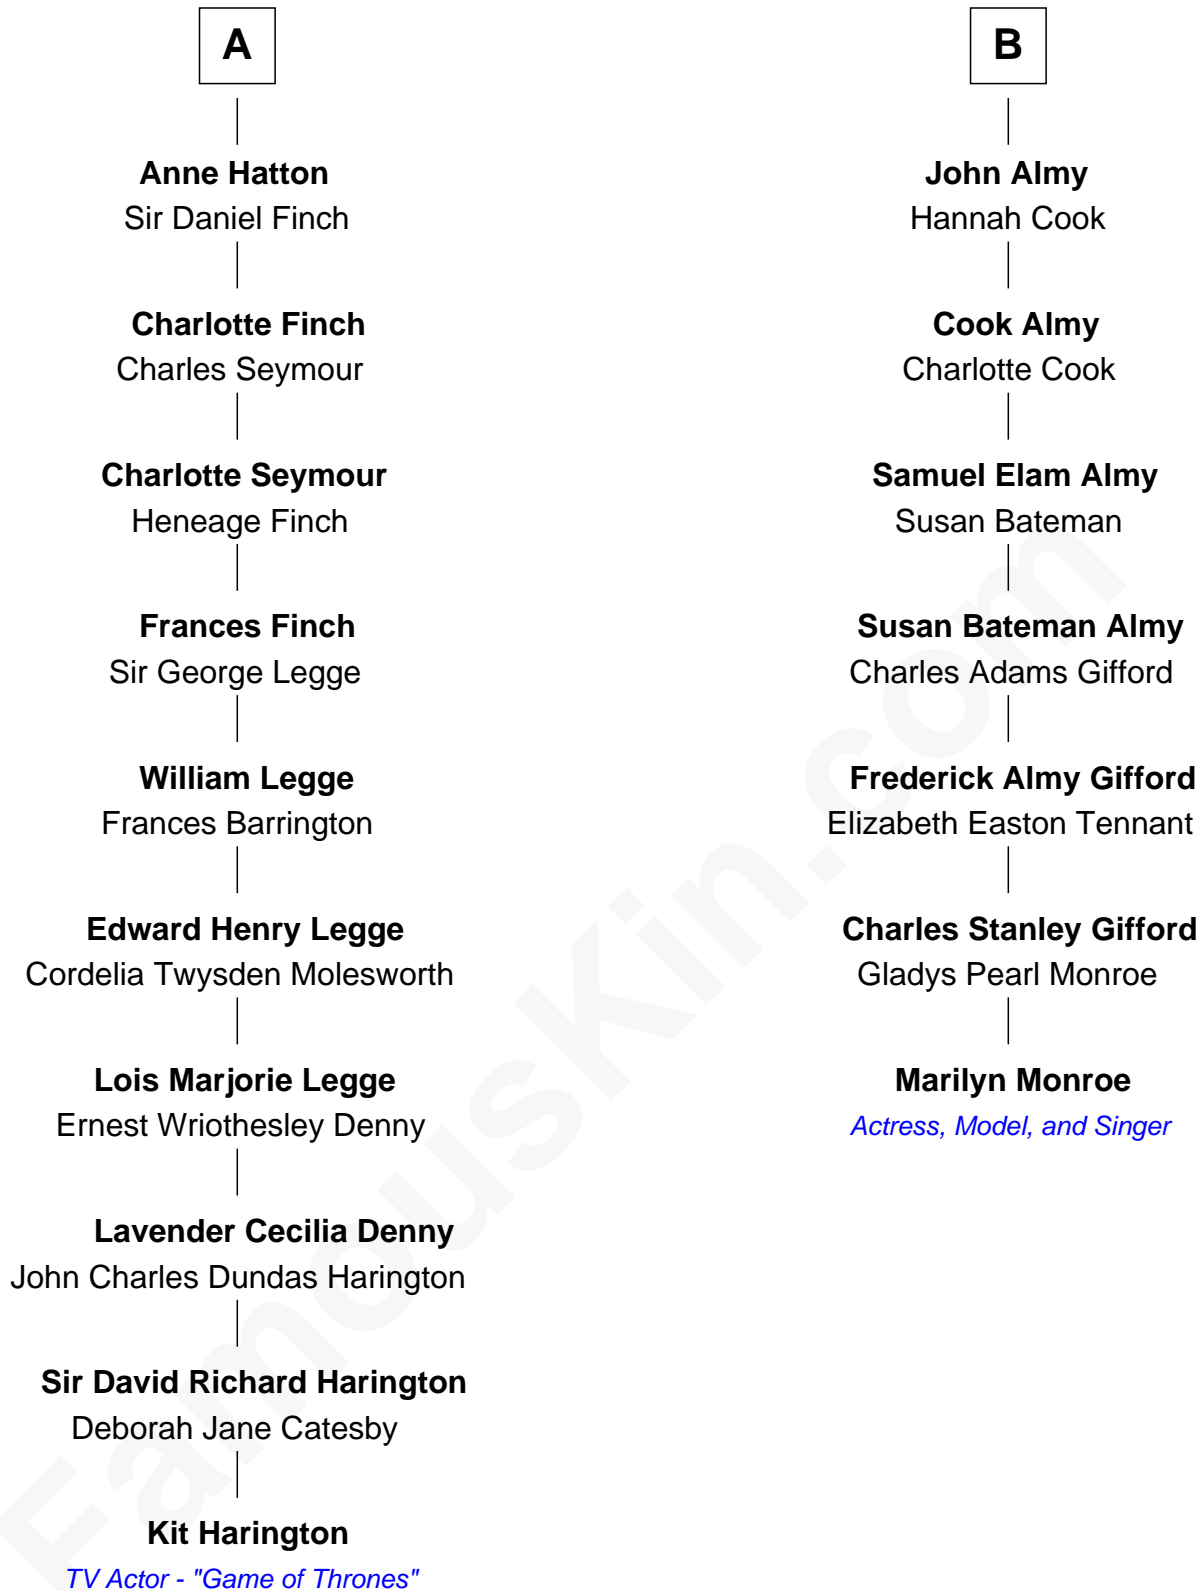 A
Anne Hatton
Sir Daniel Finch
Charlotte Finch
Charles Seymour
Charlotte Seymour
Heneage Finch
Frances Finch
Sir George Legge
William Legge
Frances Barrington
Edward Henry Legge
Cordelia Twysden Molesworth
Lois Marjorie Legge
Ernest Wriothesley Denny
Lavender Cecilia Denny
John Charles Dundas Harington
Sir David Richard Harington
Deborah Jane Catesby
Kit Harington
TV Actor - "Game of Thrones"
B
John Almy
Hannah Cook
Cook Almy
Charlotte Cook
Samuel Elam Almy
Susan Bateman
Susan Bateman Almy
Charles Adams Gifford
Frederick Almy Gifford
Elizabeth Easton Tennant
Charles Stanley Gifford
Gladys Pearl Monroe
Marilyn Monroe
Actress, Model, and Singer
FamousKin.com